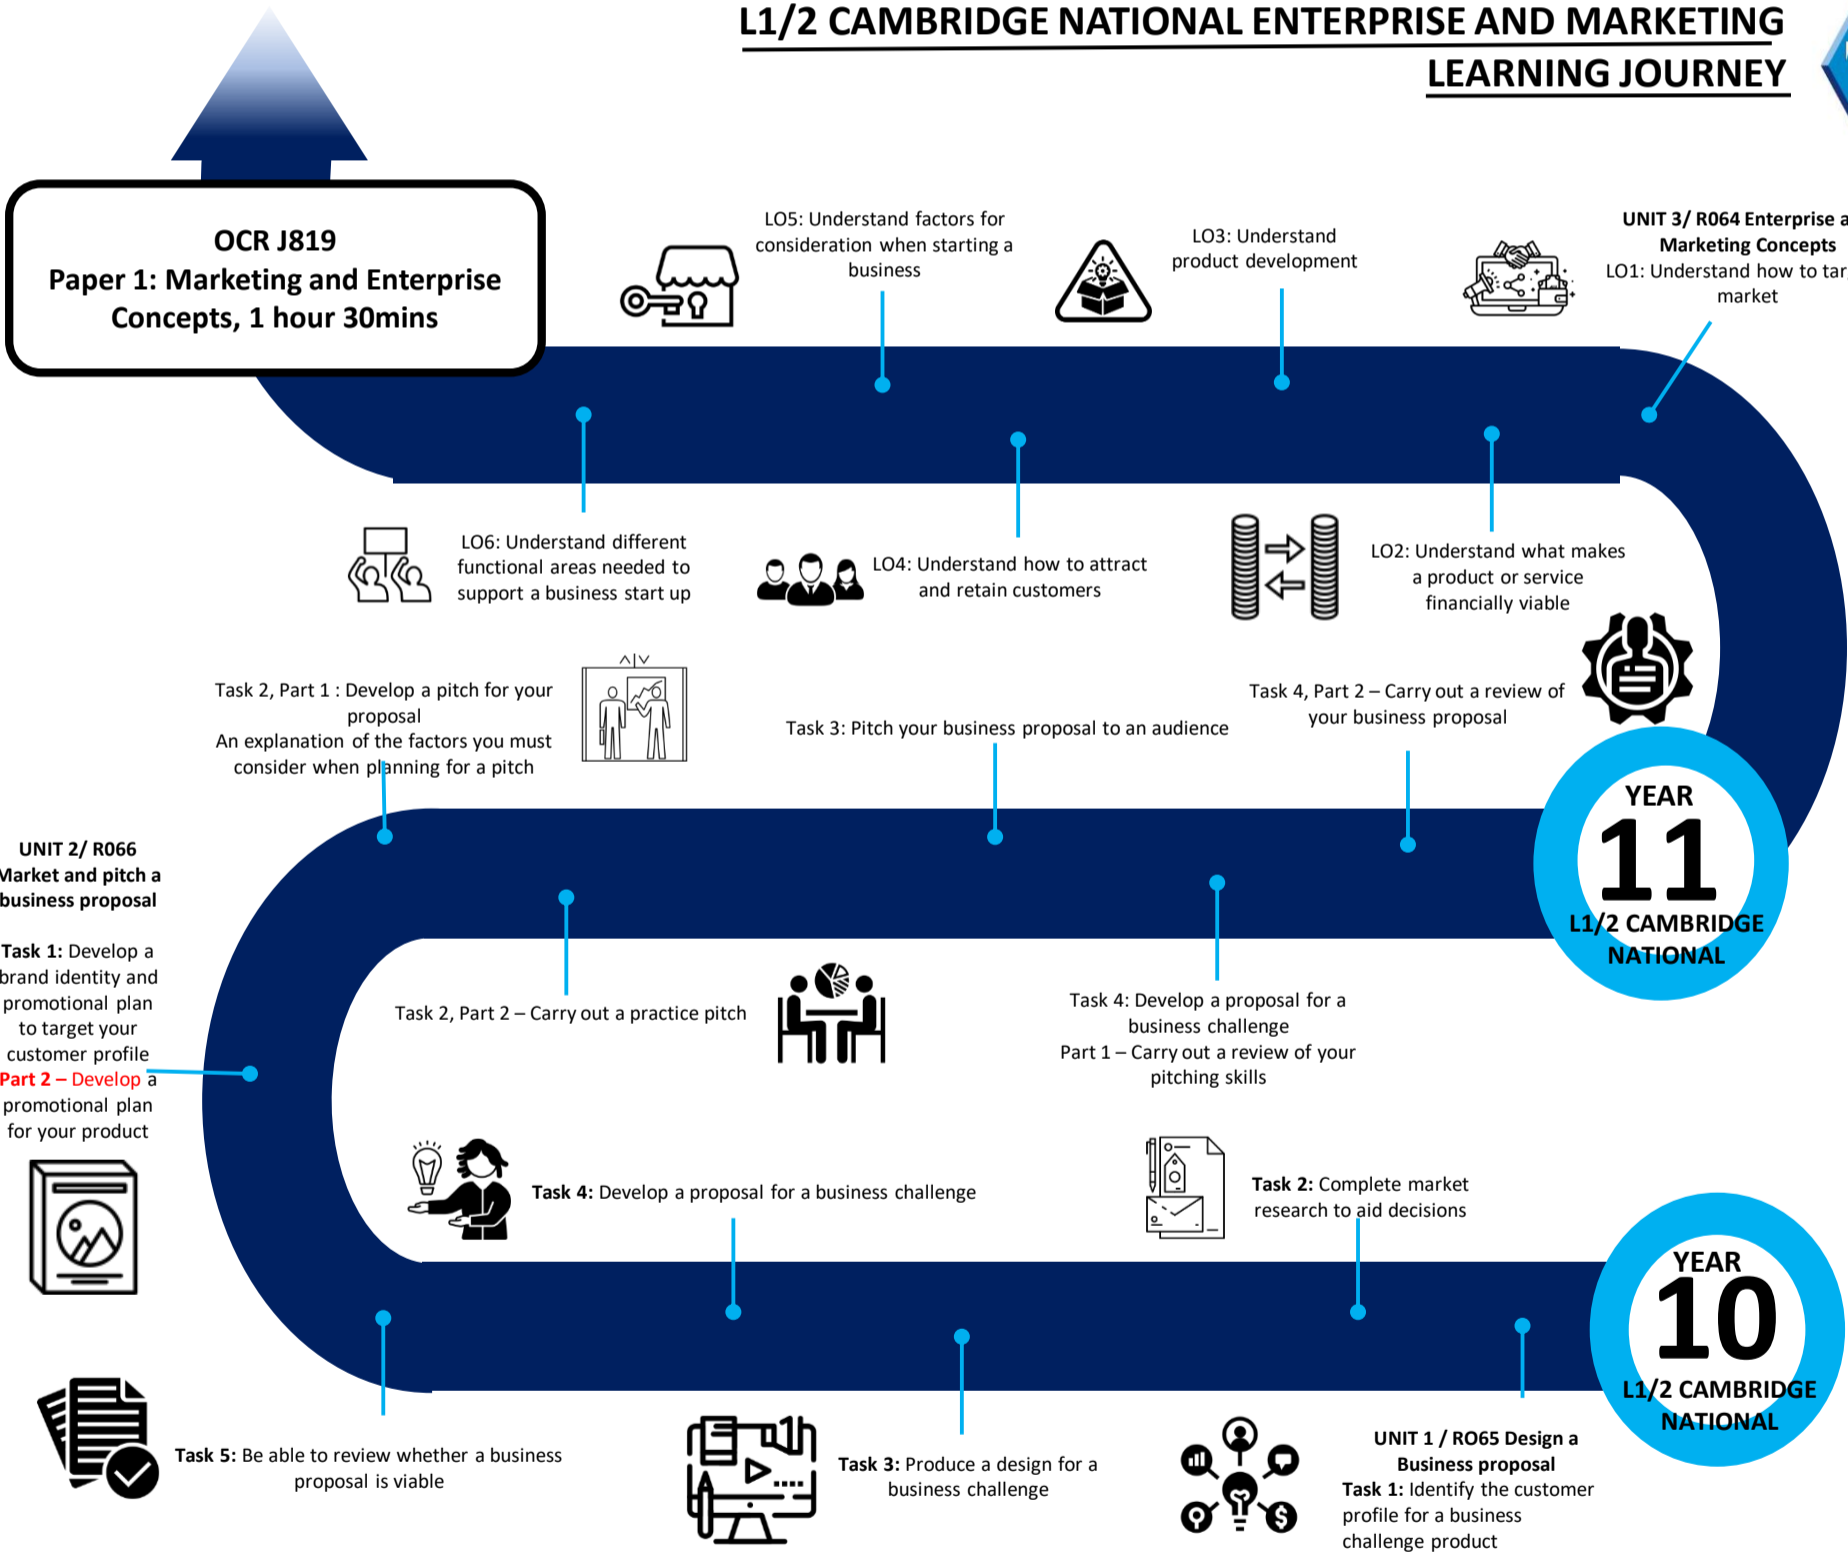 L1/2 CAMBRIDGE NATIONAL ENTERPRISE AND MARKETING
LEARNING JOURNEY
OCR J819
Paper 1: Marketing and Enterprise
Concepts, 1 hour 30mins
LO5: Understand factors for
consideration when starting a
business
LO3: Understand
product development
UNIT 3/ R064 Enterprise
Marketing Concepts
LO1: Understand how to
market
LO6: Understand different
functional areas needed to
support a business start up
LO4: Understand how to attract
and retain customers
LO2: Understand what makes
a product or service
financially viable
Task 2, Part 1 : Develop a pitch for your
proposal
An explanation of the factors you must
consider when planning for a pitch
Task 3: Pitch your business proposal to an audience
Task 4, Part 2 – Carry out a review of
your business proposal
YEAR
11
L1/2 CAMBRIDGE
NATIONAL
UNIT 2/ R066
Market and pitch a
business proposal
Task 1: Develop a
brand identity and
promotional plan
to target your
customer profile
Part 2 – Develop a
promotional plan
for your product
Task 2, Part 2 – Carry out a practice pitch
Task 4: Develop a proposal for a
business challenge
Part 1 – Carry out a review of your
pitching skills
Task 4: Develop a proposal for a business challenge
Task 2: Complete market
research to aid decisions
YEAR
10
L1/2 CAMBRIDGE
NATIONAL
Task 5: Be able to review whether a business
proposal is viable
Task 3: Produce a design for a
business challenge
UNIT 1 / RO65 Design a
Business proposal
Task 1: Identify the customer
profile for a business
challenge product